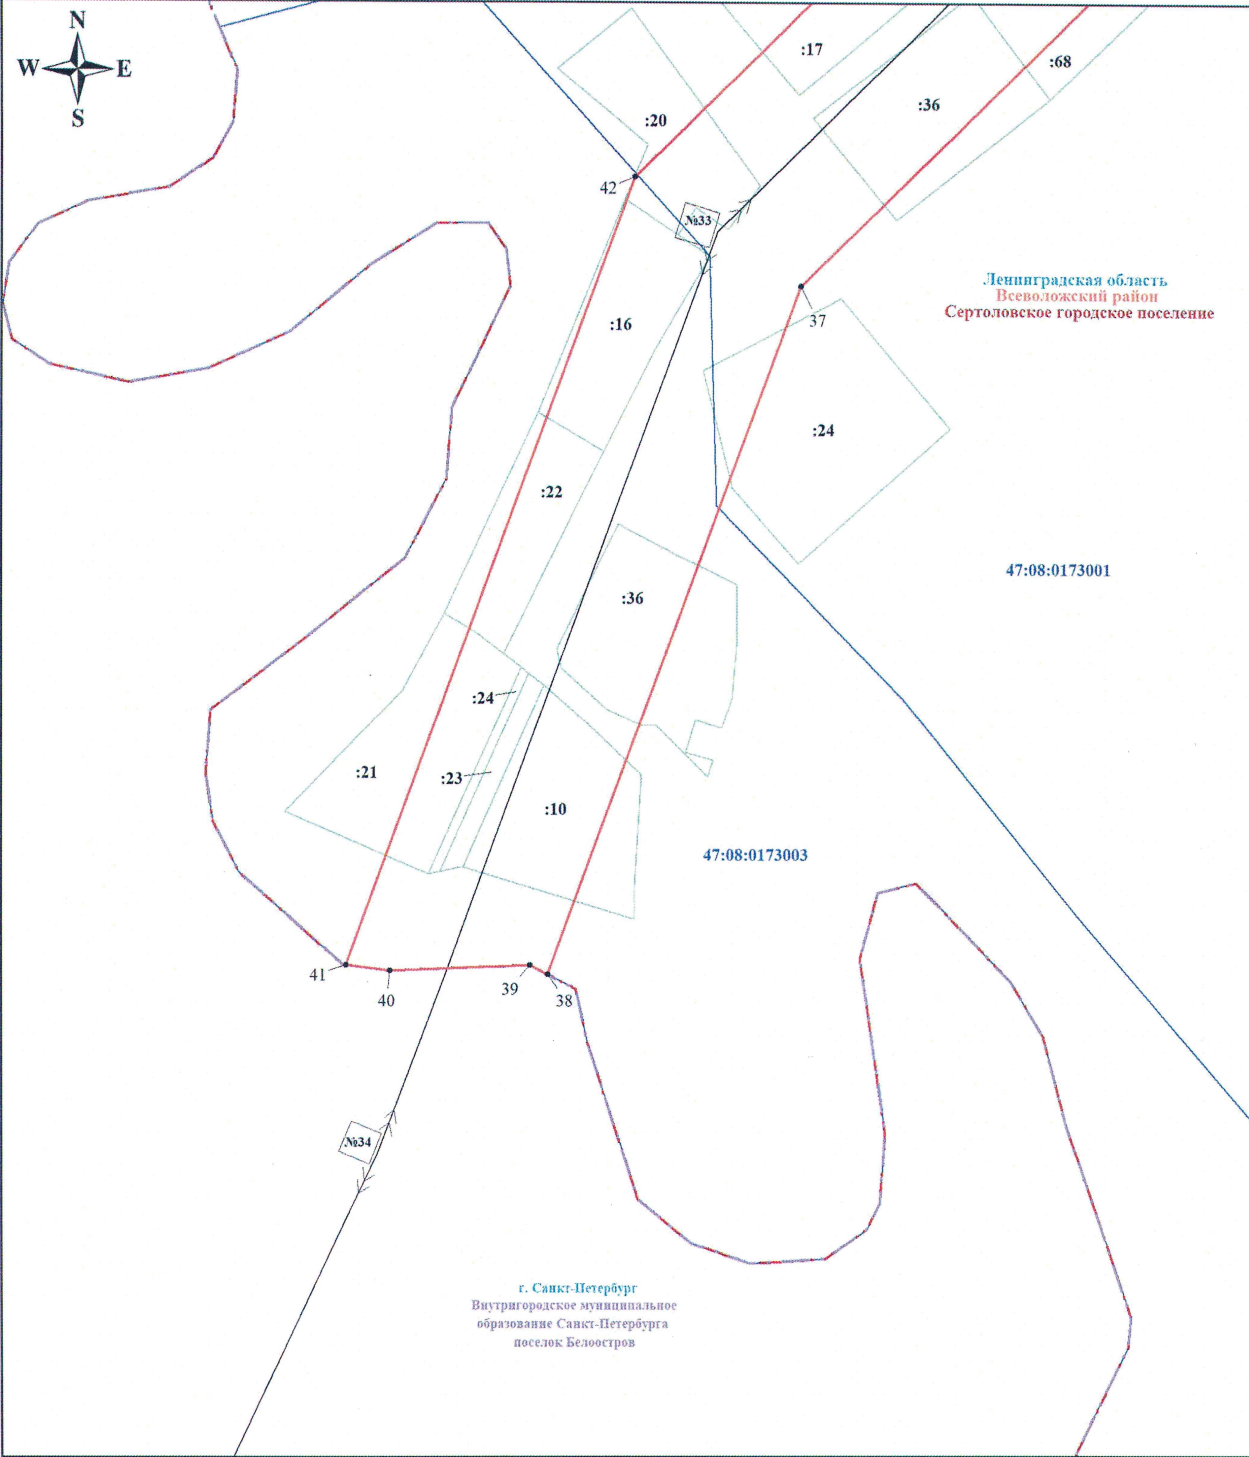 N
W E
S
:17
:68
:36
:20
42
№33
Ленинградская область
Всеволожский район
Сертоловское городское поселение
37
:16
:24
:22
47:08:0173001
:36
:24
:21
:23
:10
47:08:0173003
41
40
39
38
№34
г. Санкт-Петербург
Внутригородское муниципальное
образование Санкт-Петербурга
поселок Белоостров